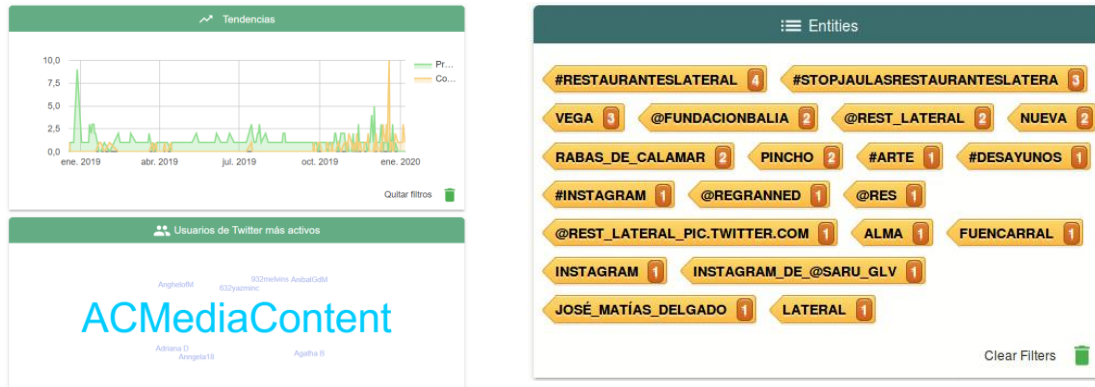 Tendencias
10,0
7,5
5,0
2,5
0,0
ene. 2019 abr. 2019 jul. 2019 oct. 2019 ene. 2020
Pr...
Co...
Quitar filtros
Usuarios de Twitter más activos
AnghelofM 932melvins AnibalGdM
832yazminc
ACMediaContent
Adriana D
Anngela18
Agatha B
Entities
#RESTAURANTESLATERAL 4 #STOPJAULASRESTAURANTESLATERA 3
VEGA 3 @FUNDACIONBALIA 2 @REST_LATERAL 2 NUEVA 2
RABAS_DE_CALAMAR 2 PINCHO 2 #ARTE 1 #DESAYUNOS 1
#INSTAGRAM 1 @REGRANNED 1 @RES 1
@REST_LATERAL_PIC.TWITTER.COM 1 ALMA 1 FUENCARRAL 1
INSTAGRAM 1 INSTAGRAM_DE_@SARU_GLV 1
JOSÉ_MATÍAS_DELGADO 1 LATERAL 1
Clear Filters